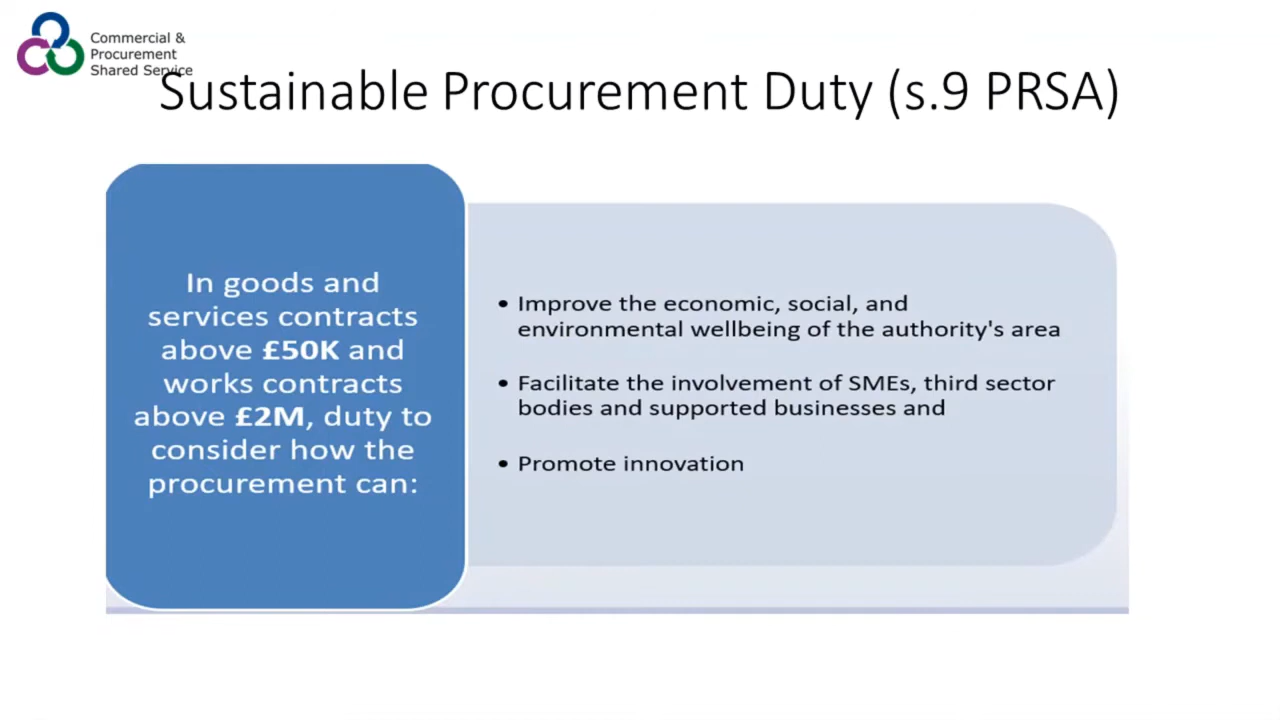 Commercial &
Procurement
Shared Service
Sustainable Procurement Duty (s.9 PRSA)
In goods and
services contracts
above £50K and
works contracts
above £2M, duty to
consider how the
procurement can:
• Improve the economic, social, and
environmental wellbeing of the authority's area
• Facilitate the involvement of SMEs, third sector
bodies and supported businesses and
• Promote innovation